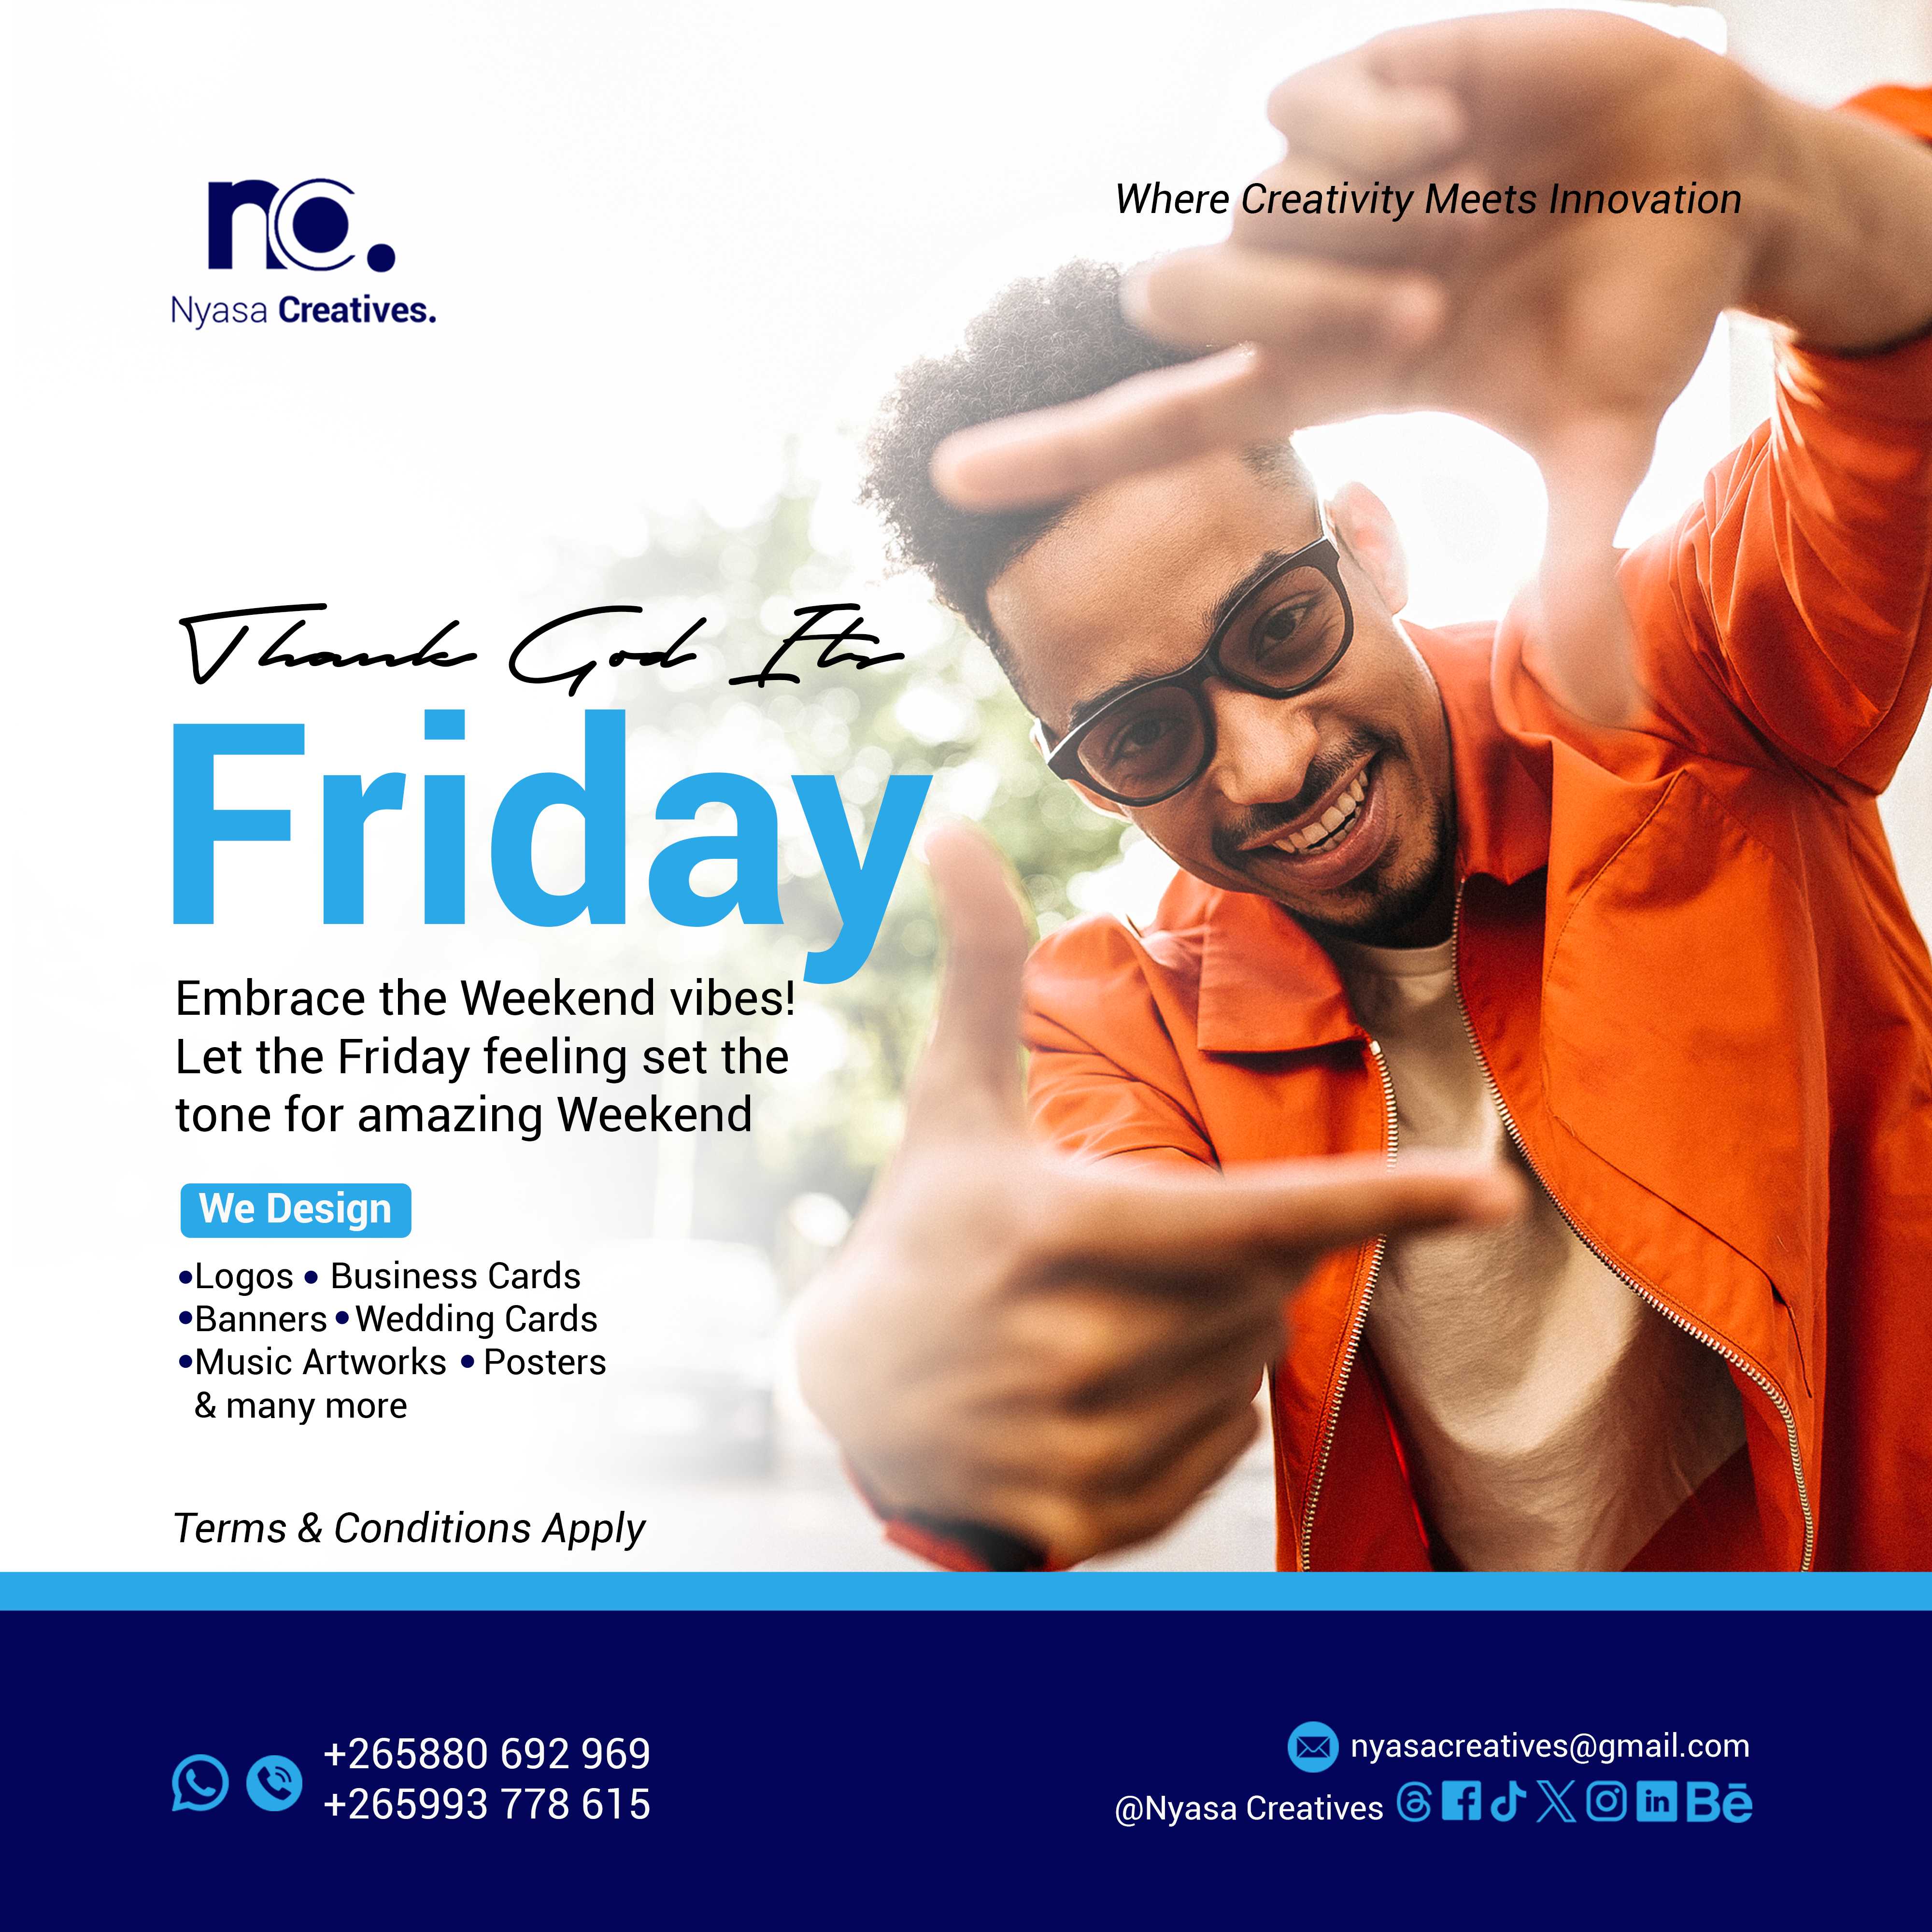 nc.
Nyasa Creatives.
Where Creativity Meets Innovation
Thank God Its
Friday
Embrace the Weekend vibes!
Let the Friday feeling set the
tone for amazing Weekend
We Design
•Logos • Business Cards
•Banners •Wedding Cards
•Music Artworks • Posters
& many more
Terms & Conditions Apply
+265880 692 969
+265993 778 615
nyasacreatives@gmail.com
@Nyasa Creatives